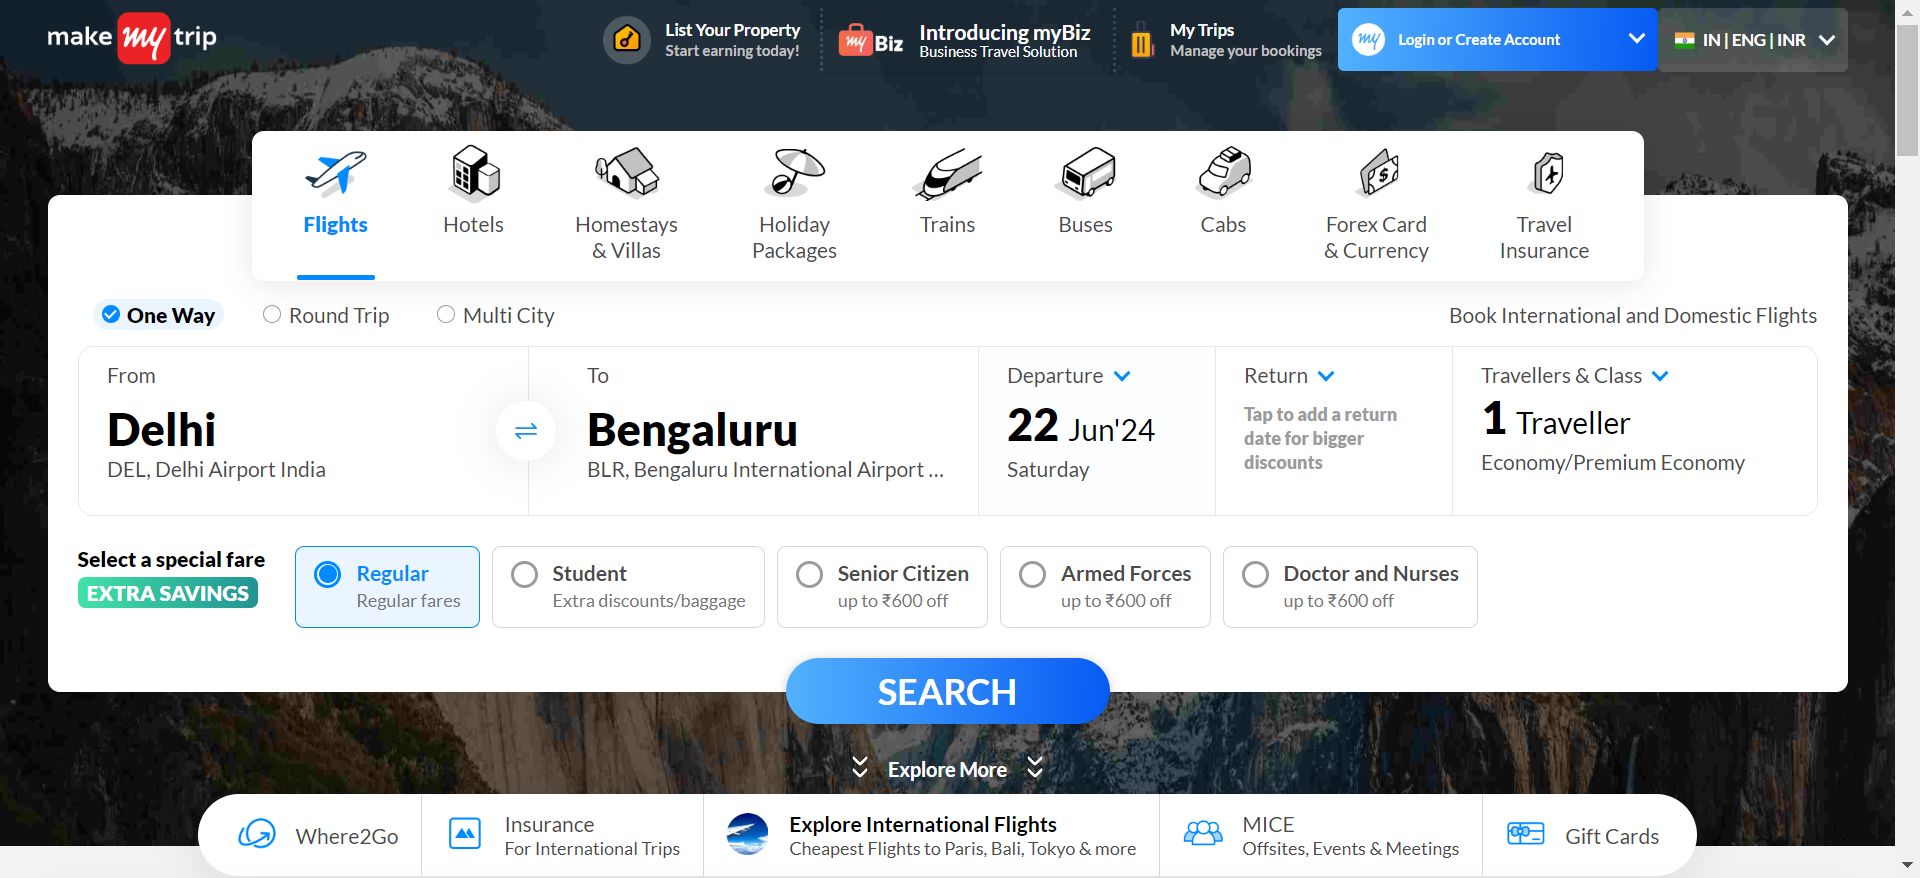 make my trip
List Your Property
Start earning today!
my Biz
Introducing myBiz
Business Travel Solution
My Trips
Manage your bookings
my
Login or Create Account
IN | ENG | INR
Flights
Hotels
Homestays
& Villas
Holiday
Packages
Trains
Buses
Cabs
Forex Card
& Currency
Travel
Insurance
One Way
Round Trip
Multi City
Book International and Domestic Flights
From
Delhi
DEL, Delhi Airport India
To
Bengaluru
BLR, Bengaluru International Airport ...
Departure
22 Jun'24
Saturday
Return
Tap to add a return
date for bigger
discounts
Travellers & Class
1 Traveller
Economy/Premium Economy
Select a special fare
EXTRA SAVINGS
Regular
Regular fares
Student
Extra discounts/baggage
Senior Citizen
up to ₹600 off
Armed Forces
up to ₹600 off
Doctor and Nurses
up to ₹600 off
SEARCH
Explore More
Where2Go
Insurance
For International Trips
Explore International Flights
Cheapest Flights to Paris, Bali, Tokyo & more
MICE
Offsites, Events & Meetings
Gift Cards